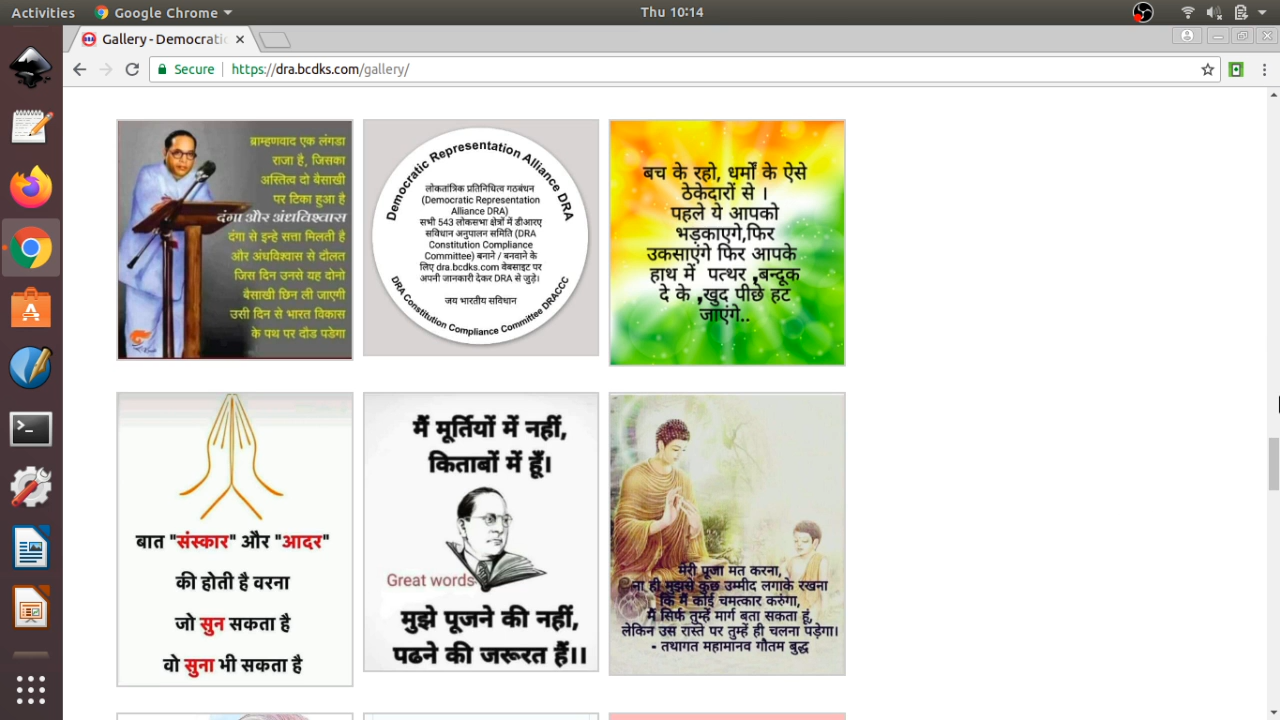 Activities
Google Chrome
Thu 10:14
Gallery - Democratic
Secure
https://dra.bcdks.com/gallery/
ब्राम्हणवाद एक लंगडा
राजा है, जिसका
अस्तित्व दो बैसाखी
पर टिका हुआ है
दंगा और अंधविश्वास
दंगा से इन्हे सत्ता मिलती है
और अंधविश्वास से दौलत
जिस दिन उनसे यह दोनो
बैसाखी छिन ली जाएगी
उसी दिन से भारत विकास
के पथ पर दौड पडेगा
Democratic Representation Alliance DRA
लोकतांत्रिक प्रतिनिधित्व गठबंधन
(Democratic Representation
Alliance DRA)
सभी 543 लोकसभा क्षेत्रों में डीआरए
संविधान अनुपालन समिति (DRA
Constitution Compliance
Committee) बनाने / बनवाने के
लिए dra.bcdks.com वेबसाइट पर
अपनी जानकारी देकर DRA से जुड़े।
जय भारतीय संविधान
DRA Constitution Compliance Committee DRACCC
बच के रहो, धर्मों के ऐसे
ठेकेदारों से ।
पहले ये आपको
भड़काएगे,फिर
उकसाएंगे फिर आपके
हाथ में पत्थर ,बन्दूक
दे के ,खुद पीछे हट
जाएंगे..
बात "संस्कार" और "आदर"
की होती है वरना
जो सुन सकता है
वो सुना भी सकता है
मैं मूर्तियों में नहीं,
किताबों में हूँ।
Great words
मुझे पूजने की नहीं,
पढने की जरूरत हैं।।
मेरी पूजा मत करना,
ना ही मुझसे कुछ उम्मीद लगाके रखना
कि मैं कोई चमत्कार करुंगा,
मैं सिर्फ तुम्हें मार्ग बता सकता हूं,
लेकिन उस रास्ते पर तुम्हें ही चलना पड़ेगा।
- तथागत महामानव गौतम बुद्ध